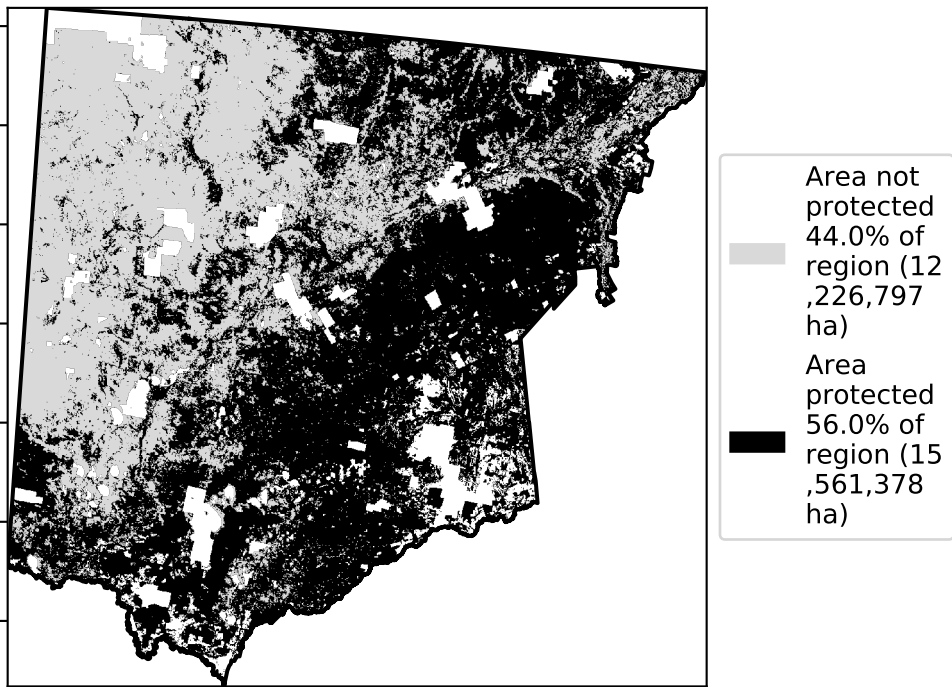 Area not
protected
44.0% of
region (12
,226,797
ha)
Area
protected
56.0% of
region (15
,561,378
ha)